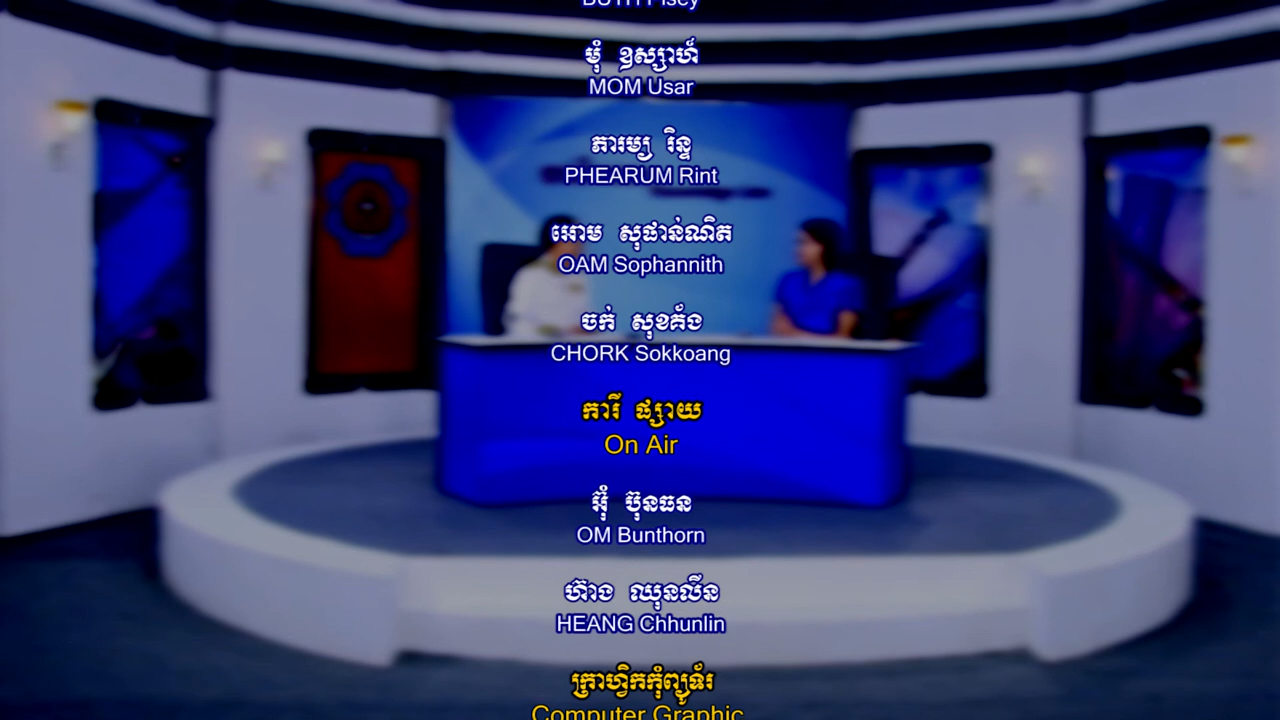 BUTH Pisey
ម៉ុំ ឧស្សាហ៍
MOM Usar
ភារម្យ រិន្ទ
PHEARUM Rint
អោម សុផាន់ណិត
OAM Sophannith
ចក់ សុខគ័ង
CHORK Sokkoang
ការី ផ្សាយ
On Air
អ៊ុំ ប៊ុនធន
OM Bunthorn
ហ៊ាង ឈុនលីន
HEANG Chhunlin
ក្រាហ្វិកកុំព្យូទ័រ
Computer Graphic